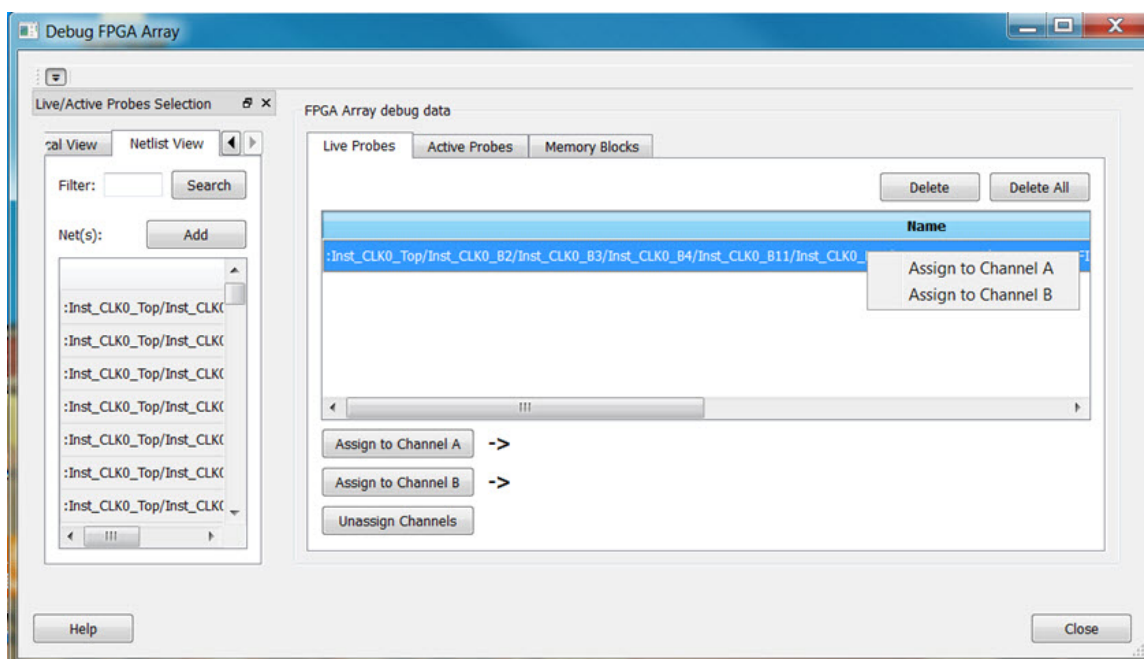 Debug FPGA Array
Live/Active Probes Selection
cal View Netlist View
Filter: Search
Net(s): Add
:Inst_CLK0_Top/Inst_CLK(
:Inst_CLK0_Top/Inst_CLK(
:Inst_CLK0_Top/Inst_CLK(
:Inst_CLK0_Top/Inst_CLK(
:Inst_CLK0_Top/Inst_CLK(
:Inst_CLK0_Top/Inst_CLK(
:Inst_CLK0_Top/Inst_CLK(
FPGA Array debug data
Live Probes Active Probes Memory Blocks
Delete Delete All
Name
:Inst_CLK0_Top/Inst_CLK0_B2/Inst_CLK0_B3/Inst_CLK0_B4/Inst_CLK0_B11/Inst_CLK0_
Assign to Channel A
Assign to Channel B
Assign to Channel A ->
Assign to Channel B ->
Unassign Channels
Help Close